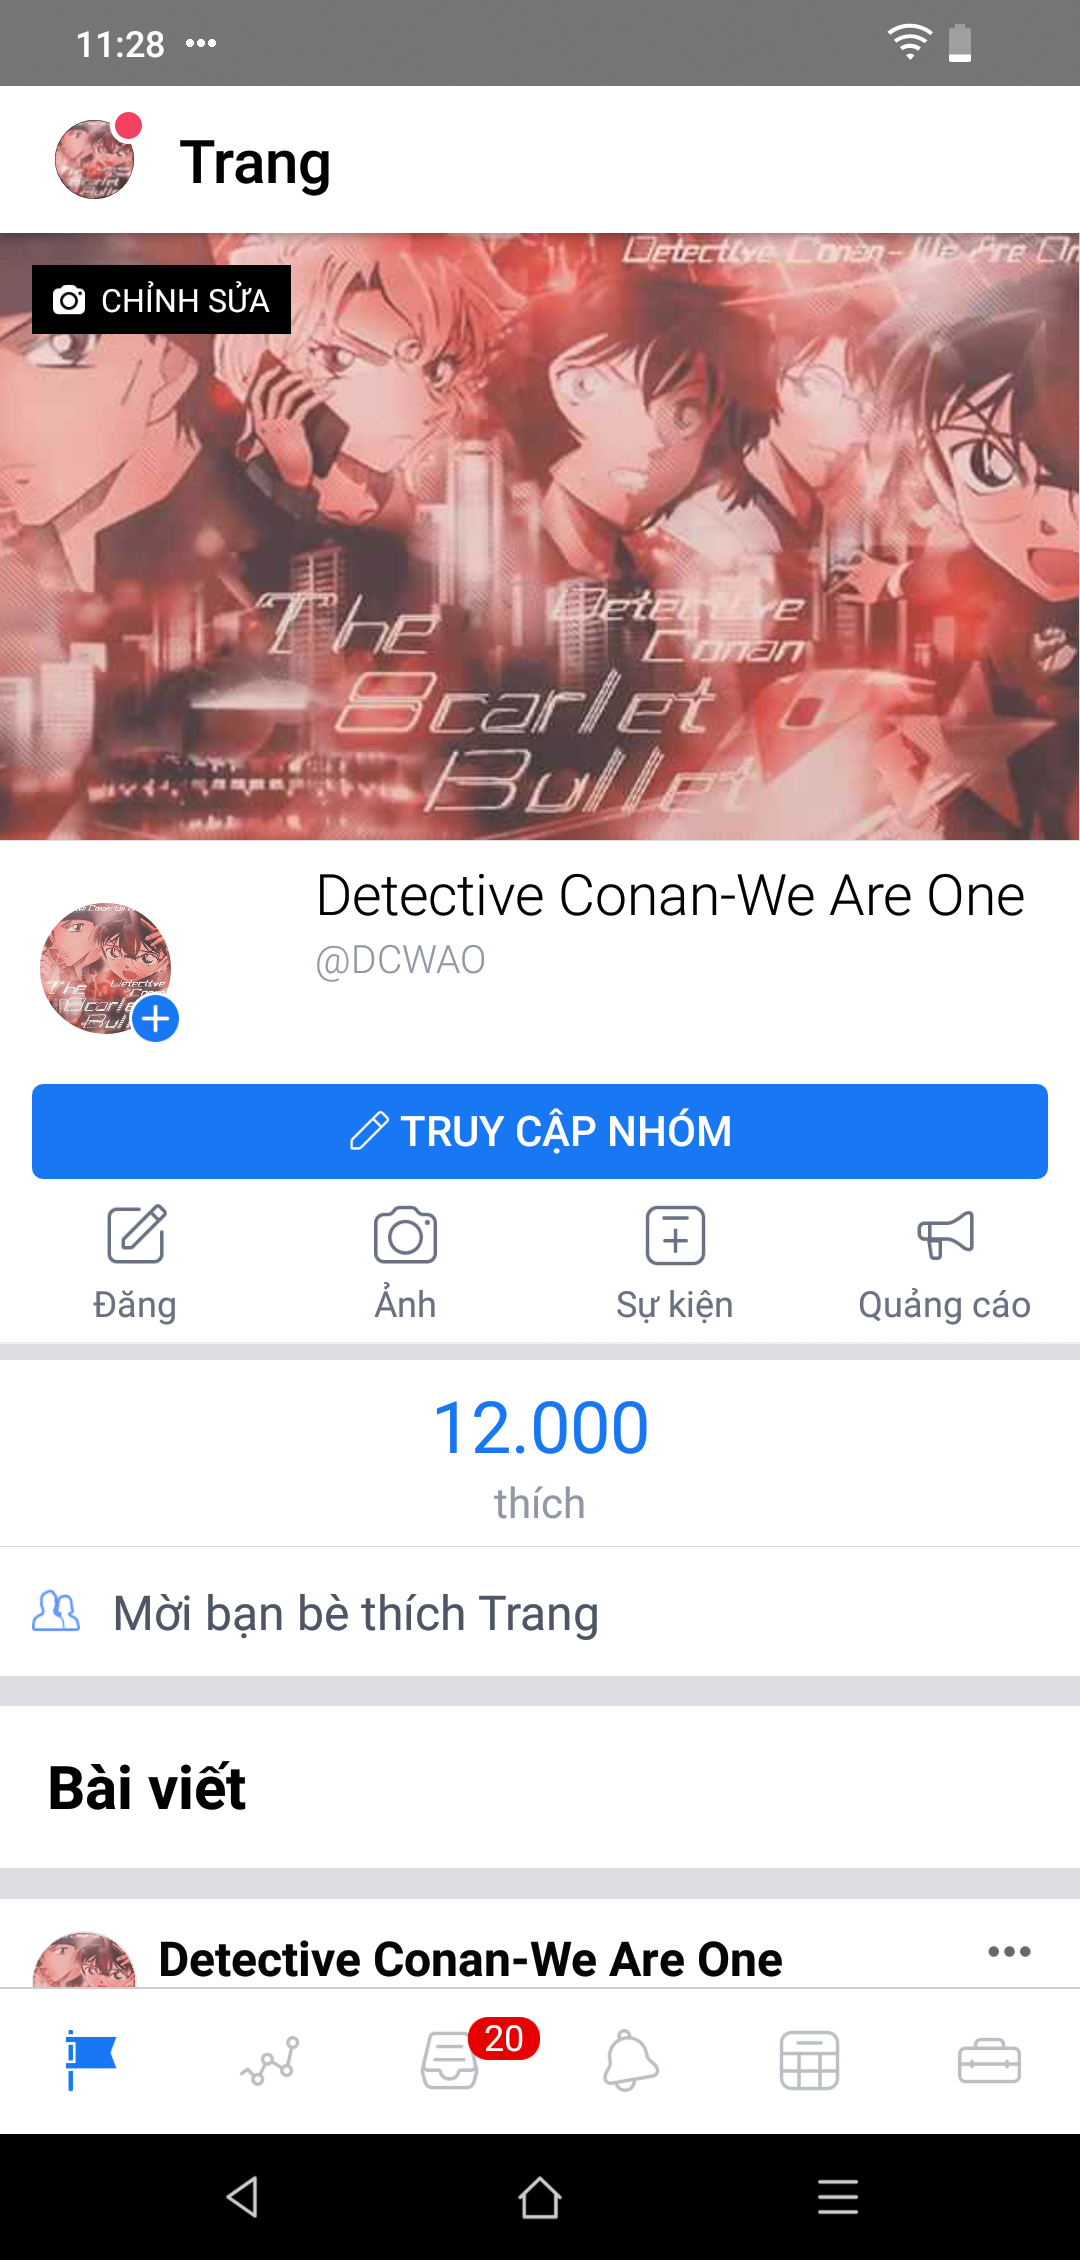 11:28
Trang
Detective Conan-We Are On
CHỈNH SỬA
The
Detective
Conan
Scarlet
Bullet
Detective Conan-We Are One
@DCWAO
TRUY CẬP NHÓM
Đăng
Ảnh
Sự kiện
Quảng cáo
12.000
thích
Mời bạn bè thích Trang
Bài viết
Detective Conan-We Are One
20